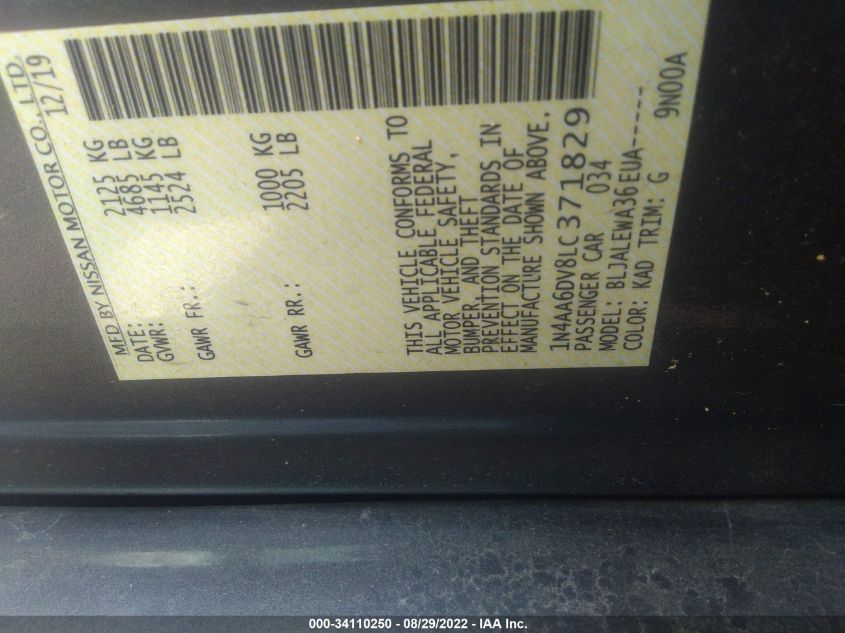 MFD BY NISSAN MOTOR CO., LTD.
DATE: 12/19
GVWR: 2125 KG
4685 LB
GAWR FR.: 1145 KG
2524 LB
GAWR RR.: 1000 KG
2205 LB
THIS VEHICLE CONFORMS TO
ALL APPLICABLE FEDERAL
MOTOR VEHICLE SAFETY,
BUMPER, AND THEFT
PREVENTION STANDARDS IN
EFFECT ON THE DATE OF
MANUFACTURE SHOWN ABOVE.
1N4AA6DV8LC371829
PASSENGER CAR 034
MODEL: BLJALEWA36EUA-----
COLOR: KAD TRIM: G
9N00A
000-34110250 - 08/29/2022 - IAA Inc.